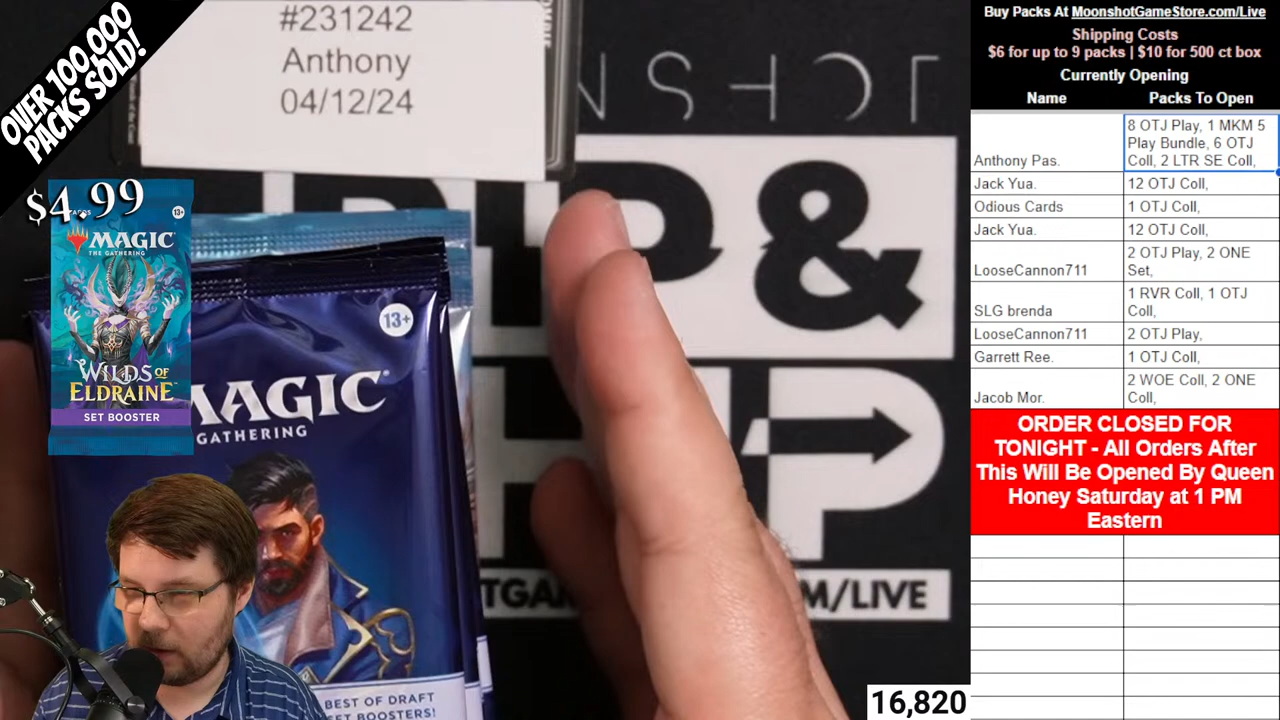 OVER 100,000
PACKS SOLD!
#231242
Anthony
04/12/24
$4.99
13+
MAGIC
THE GATHERING
WILDS OF
ELDRAINE
SET BOOSTER
13+
MAGIC
GATHERING
BEST OF DRAFT
SET BOOSTERS!
NSHOT
&
M/LIVE
16,820
Buy Packs At MoonshotGameStore.com/Live
Shipping Costs
$6 for up to 9 packs | $10 for 500 ct box
Currently Opening
Name Packs To Open
Anthony Pas. 8 OTJ Play, 1 MKM 5
Play Bundle, 6 OTJ
Coll, 2 LTR SE Coll,
Jack Yua. 12 OTJ Coll,
Odious Cards 1 OTJ Coll,
Jack Yua. 12 OTJ Coll,
LooseCannon711 2 OTJ Play, 2 ONE
Set,
SLG brenda 1 RVR Coll, 1 OTJ
Coll,
LooseCannon711 2 OTJ Play,
Garrett Ree. 1 OTJ Coll,
Jacob Mor. 2 WOE Coll, 2 ONE
Coll,
ORDER CLOSED FOR
TONIGHT - All Orders After
This Will Be Opened By Queen
Honey Saturday at 1 PM
Eastern